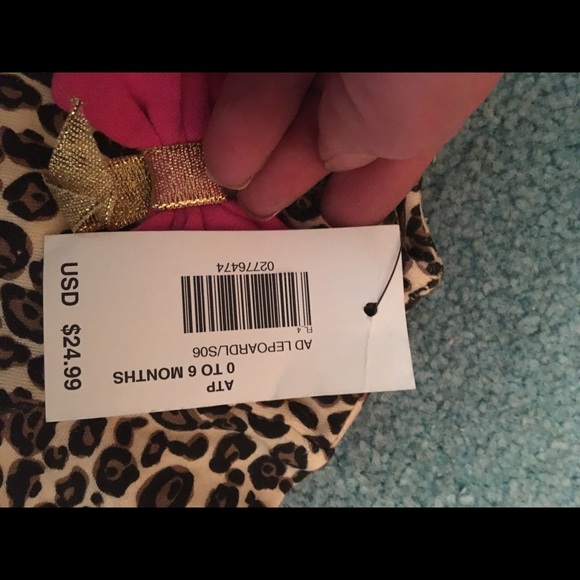 ATP
0 TO 6 MONTHS
AD LEPOARDL/S06
FL 4
02776474
USD $24.99